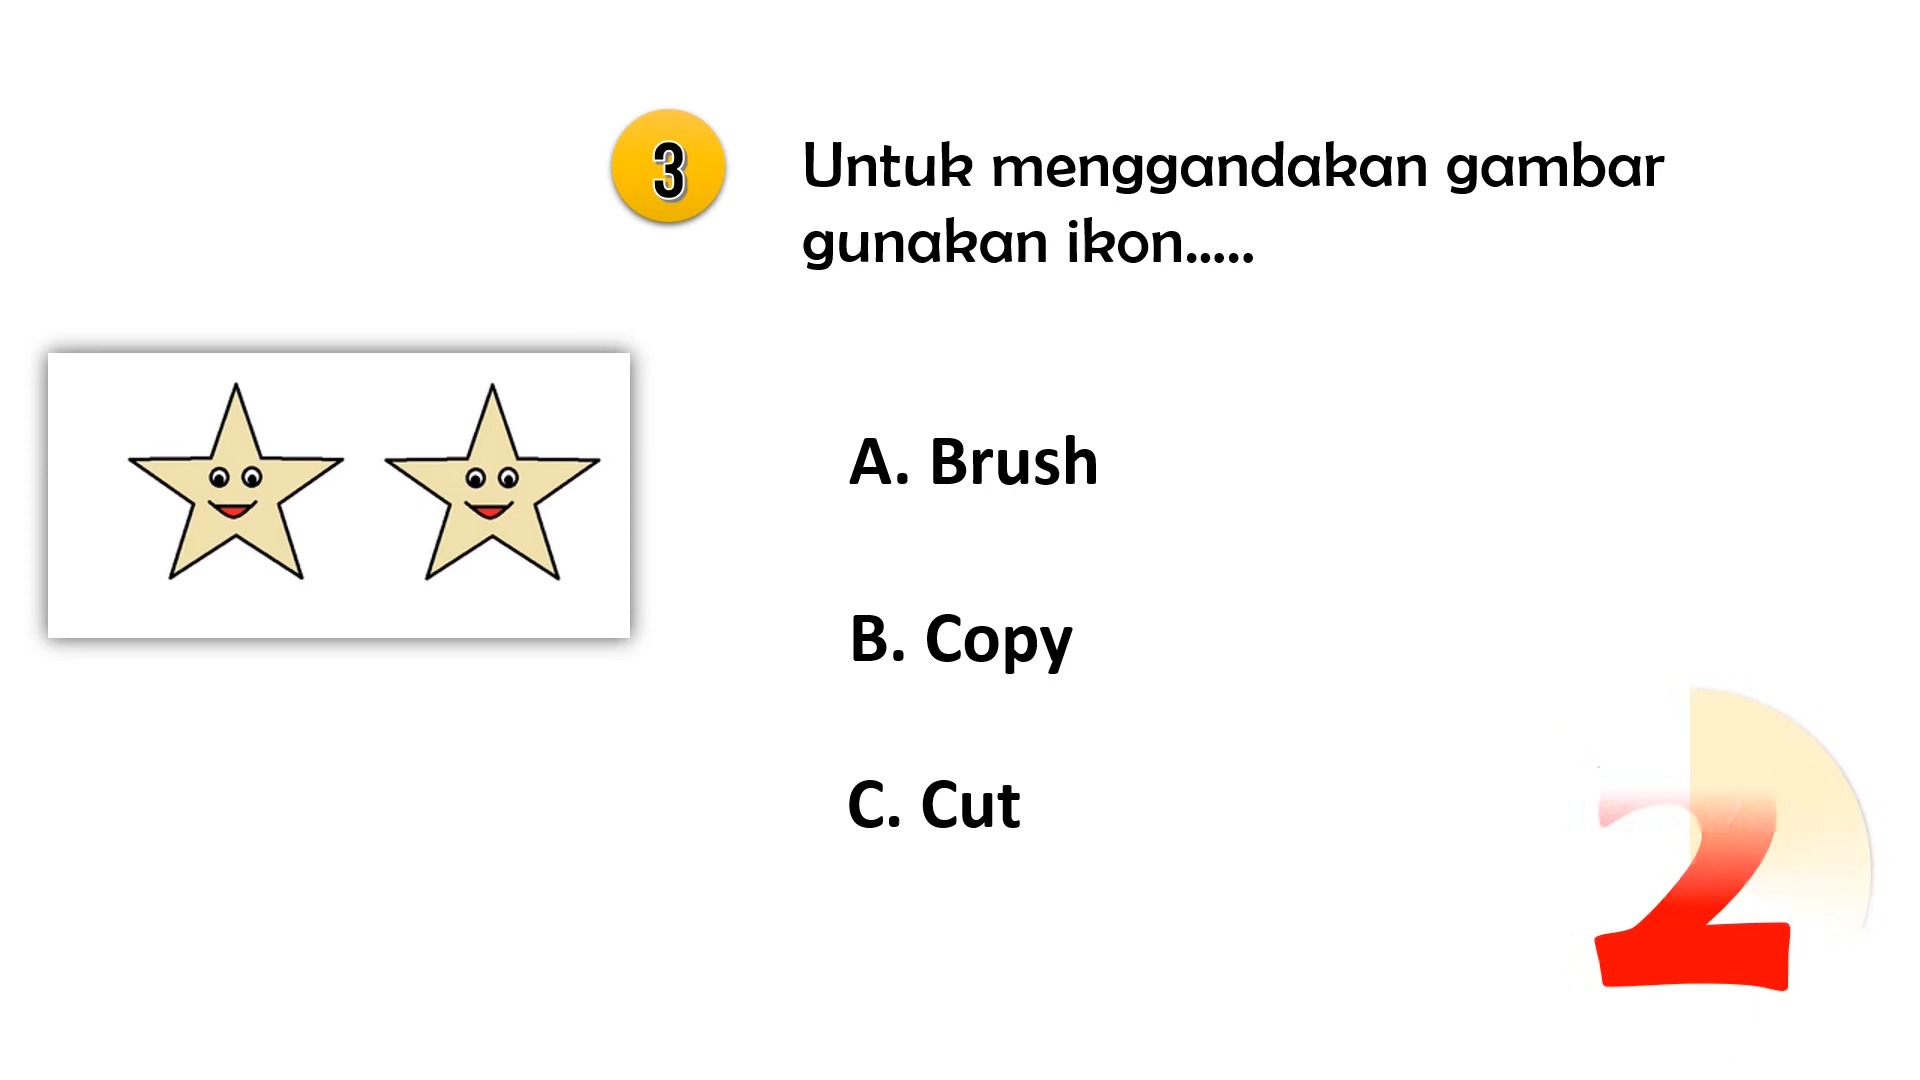 3
Untuk menggandakan gambar
gunakan ikon.....
A. Brush
B. Copy
C. Cut
2